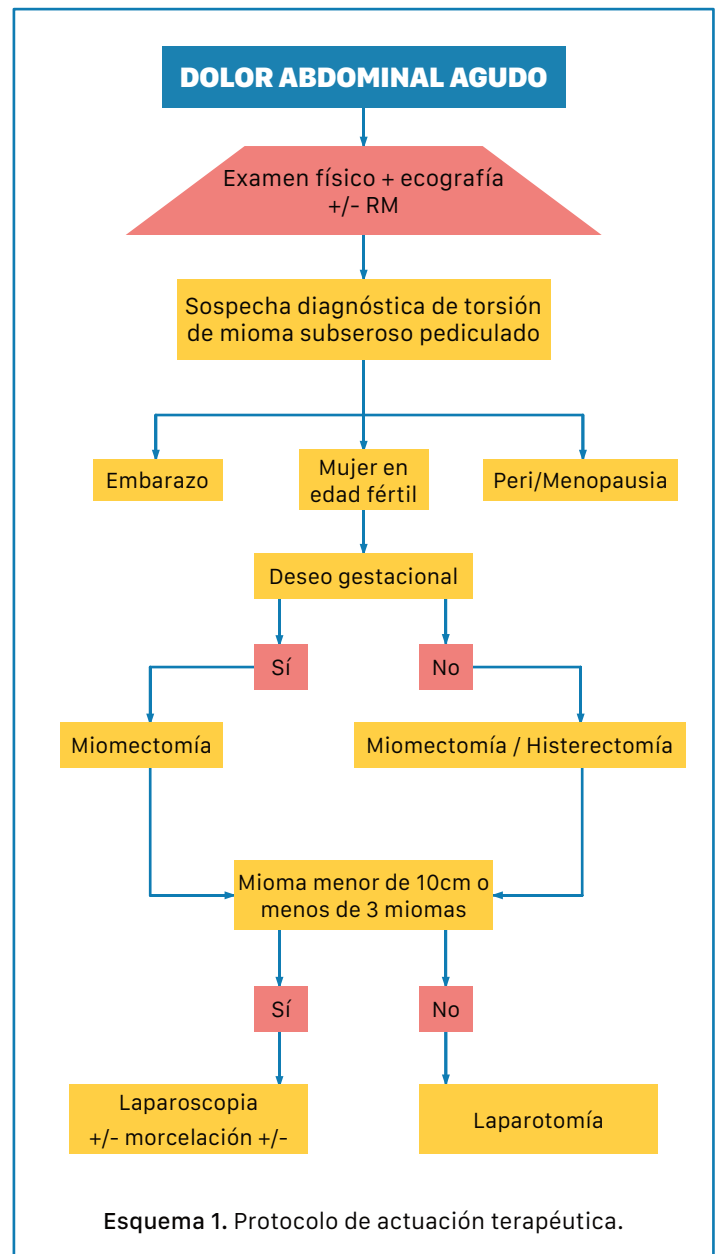 DOLOR ABDOMINAL AGUDO
Examen físico + ecografía
+/- RM
Sospecha diagnóstica de torsión
de mioma subseroso pediculado
Embarazo
Mujer en
edad fértil
Peri/Menopausia
Deseo gestacional
Sí
No
Miomectomía
Miomectomía / Histerectomía
Mioma menor de 10cm o
menos de 3 miomas
Sí
No
Laparoscopia
+/- morcelación +/-
Laparotomía
Esquema 1. Protocolo de actuación terapéutica.